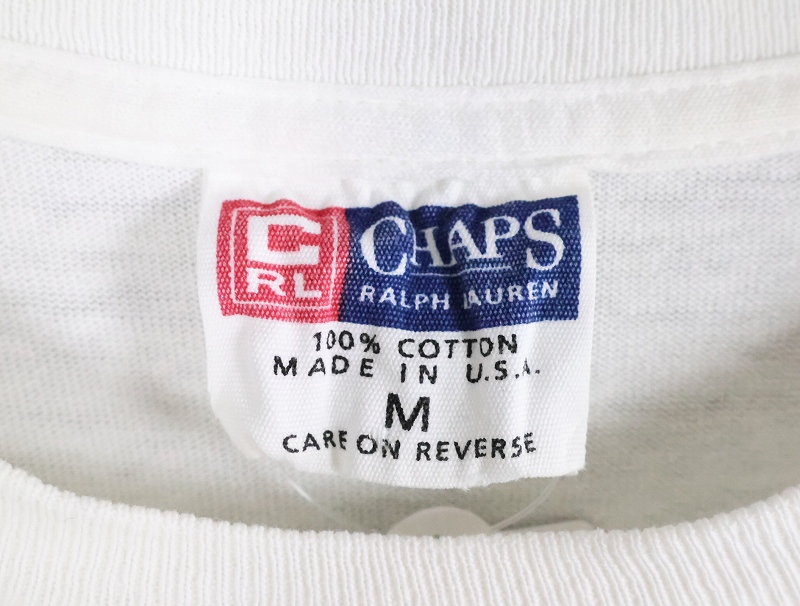 C
RL
CHAPS
RALPH LAUREN
100% COTTON
MADE IN U.S.A.
M
CARE ON REVERSE